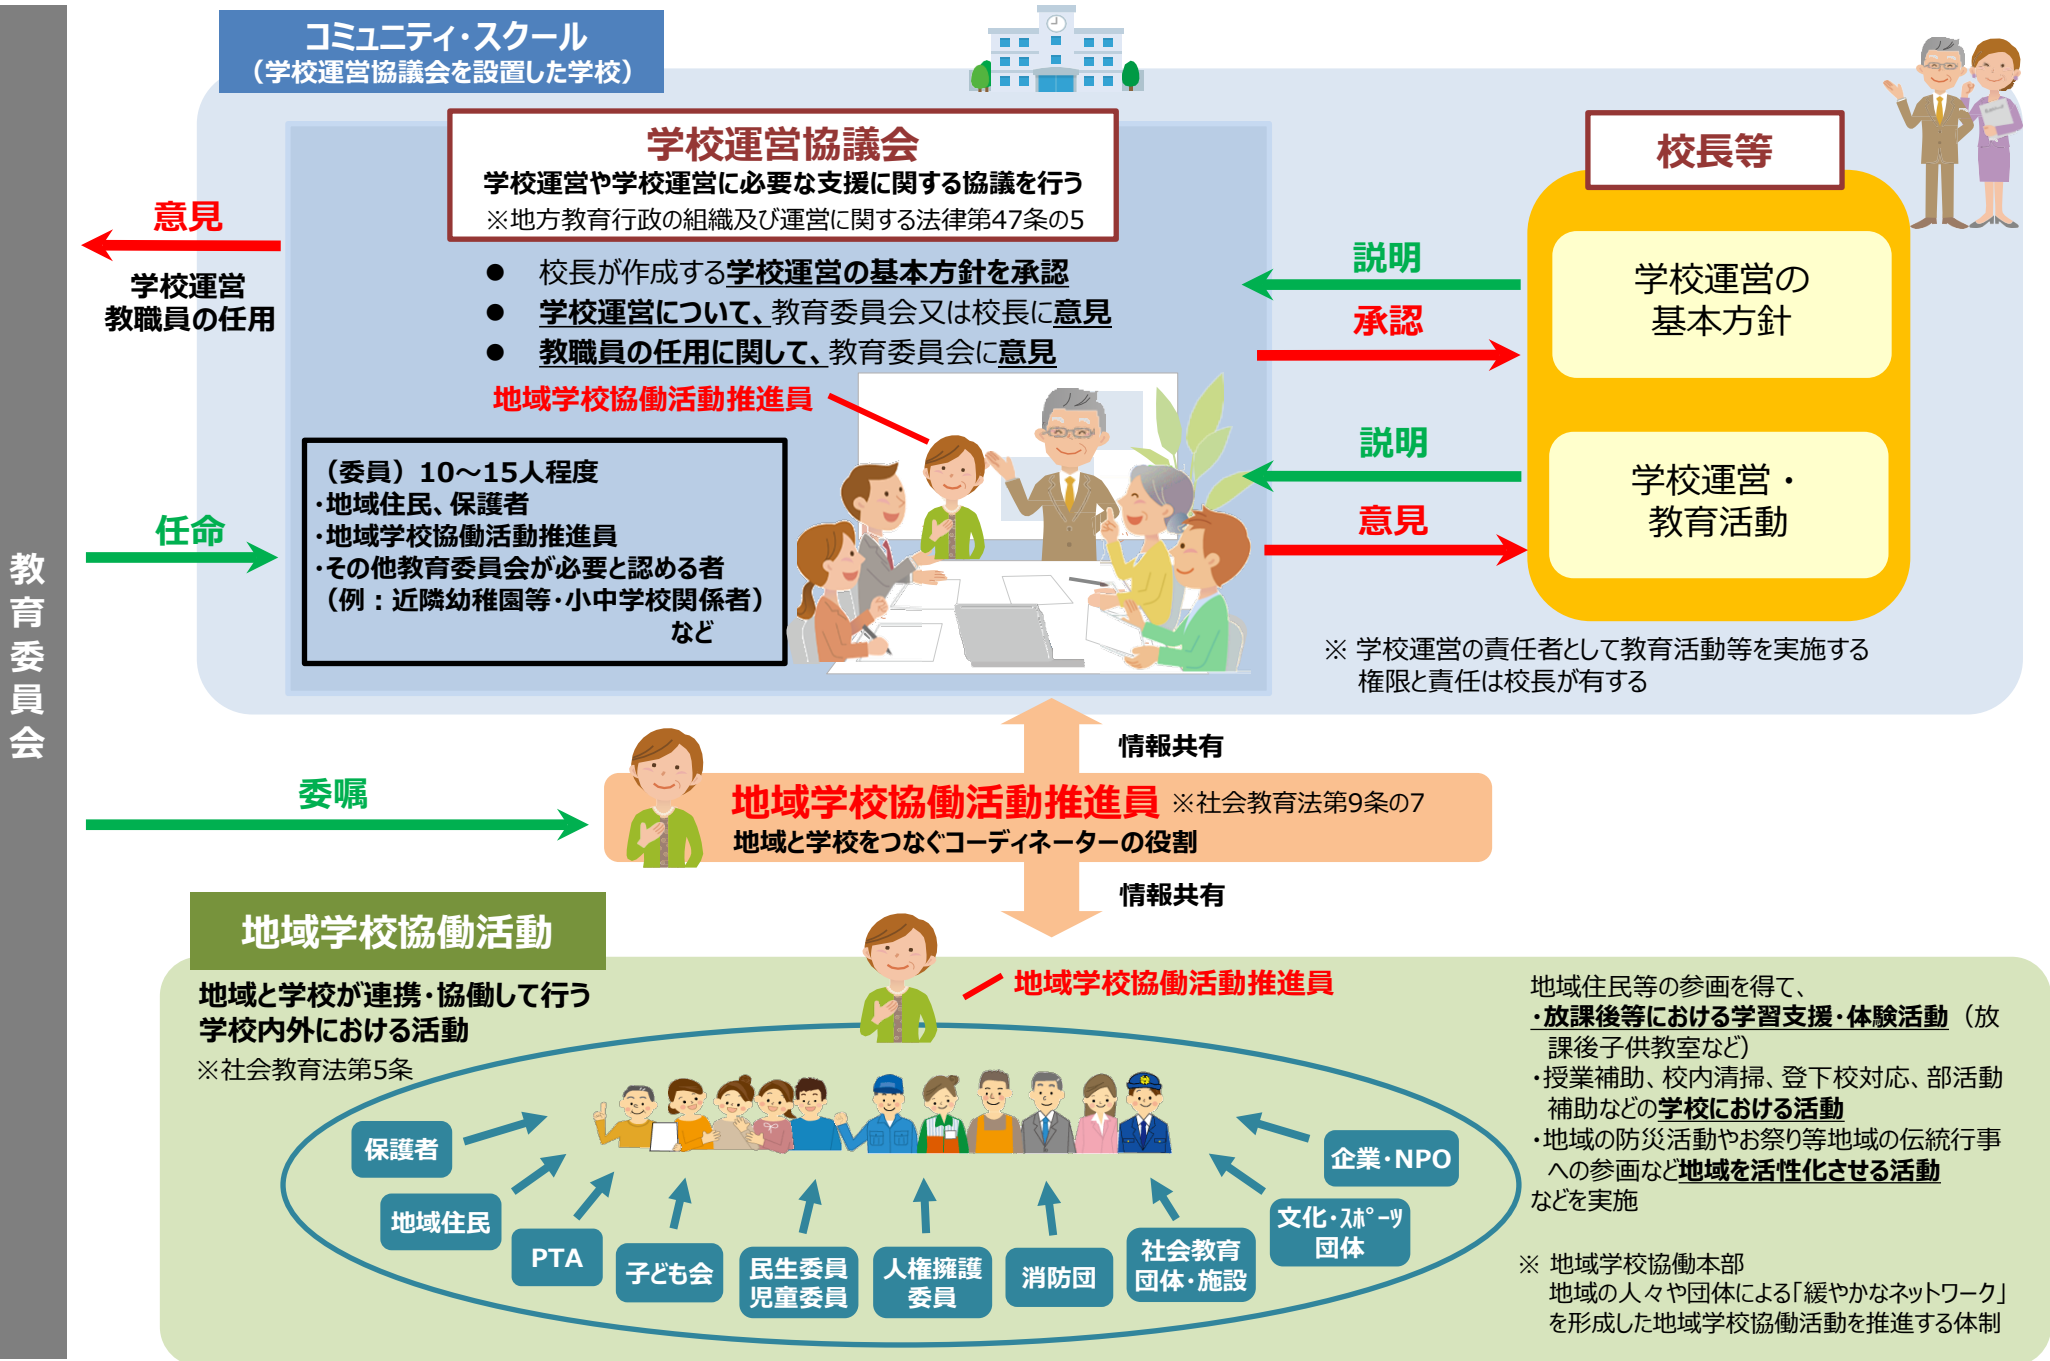 コミュニティ・スクール
（学校運営協議会を設置した学校）
学校運営協議会
学校運営や学校運営に必要な支援に関する協議を行う
※地方教育行政の組織及び運営に関する法律第47条の5
● 校長が作成する学校運営の基本方針を承認
● 学校運営について、教育委員会又は校長に意見
● 教職員の任用に関して、教育委員会に意見
地域学校協働活動推進員
（委員）10～15人程度
・地域住民、保護者
・地域学校協働活動推進員
・その他教育委員会が必要と認める者
（例：近隣幼稚園等・小中学校関係者）
など
意見
学校運営
教職員の任用
任命
教育委員会
説明
承認
説明
意見
校長等
学校運営の
基本方針
学校運営・
教育活動
※ 学校運営の責任者として教育活動等を実施する
権限と責任は校長が有する
情報共有
委嘱
地域学校協働活動推進員 ※社会教育法第9条の7
地域と学校をつなぐコーディネーターの役割
情報共有
地域学校協働活動
地域と学校が連携・協働して行う
学校内外における活動
※社会教育法第5条
地域学校協働活動推進員
保護者
地域住民
PTA
子ども会
民生委員
児童委員
人権擁護
委員
消防団
社会教育
団体・施設
文化・ｽﾎﾟｰﾂ
団体
企業・NPO
地域住民等の参画を得て、
・放課後等における学習支援・体験活動（放
課後子供教室など）
・授業補助、校内清掃、登下校対応、部活動
補助などの学校における活動
・地域の防災活動やお祭り等地域の伝統行事
への参画など地域を活性化させる活動
などを実施
※ 地域学校協働本部
地域の人々や団体による「緩やかなネットワーク」
を形成した地域学校協働活動を推進する体制